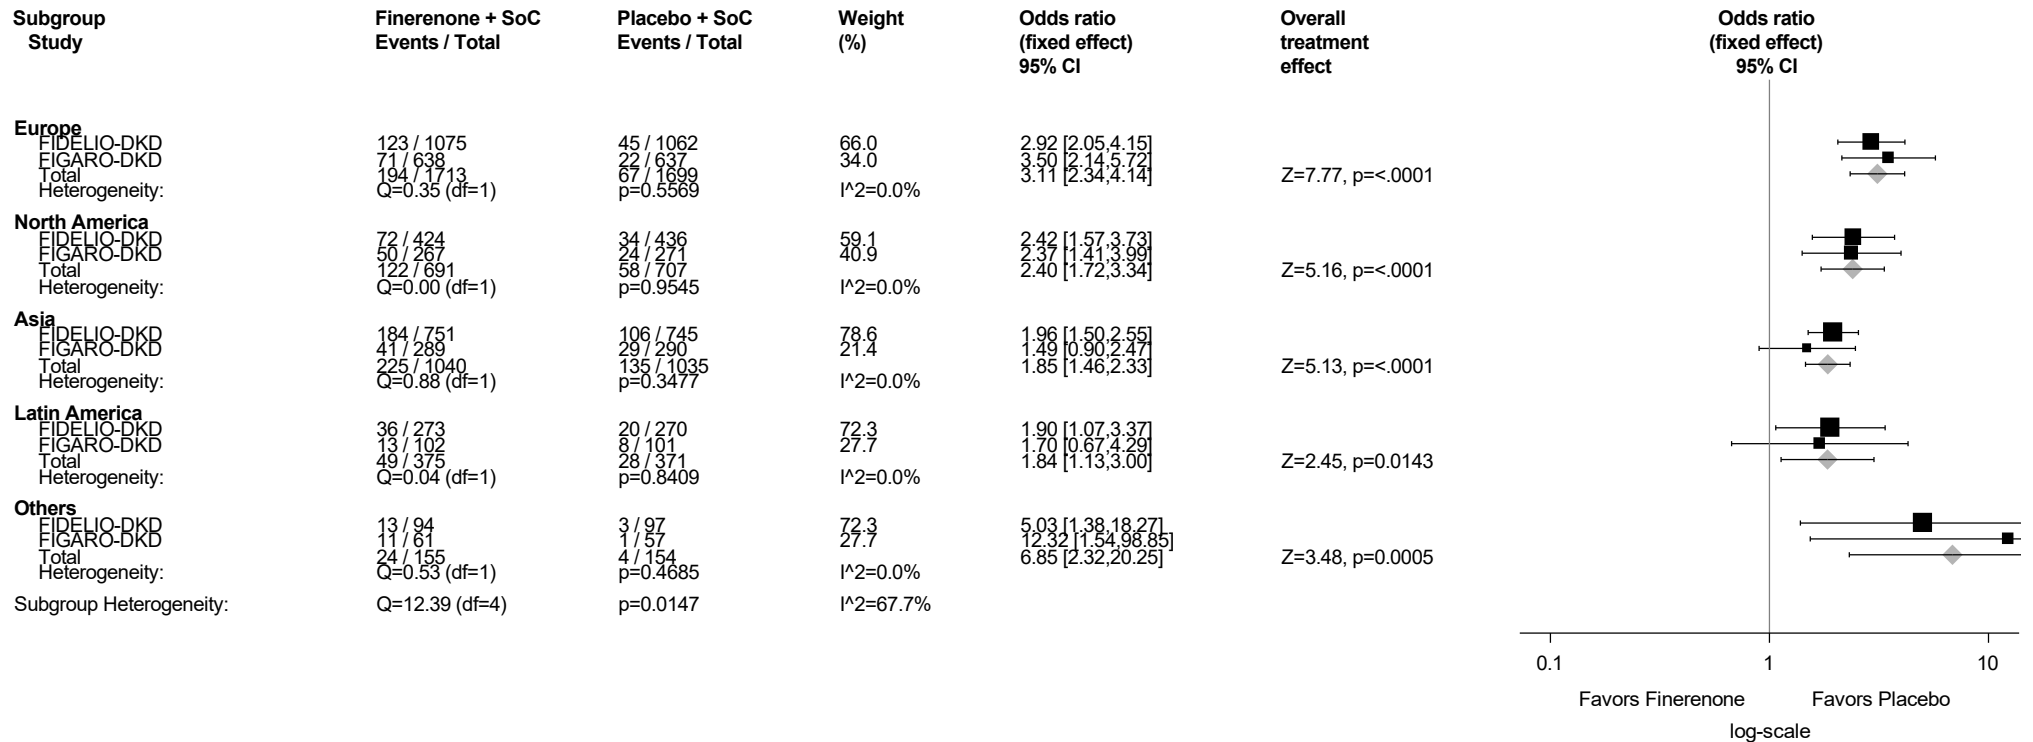 Subgroup Finerenone + SoC Placebo + SoC Weight Odds ratio Overall Odds ratio
Study Events / Total Events / Total (%) (fixed effect) treatment (fixed effect)
95% CI effect 95% CI
Europe
FIDELIO-DKD 123 / 1075 45 / 1062 66.0 2.92 [2.05,4.15]
FIGARO-DKD 71 / 638 22 / 637 34.0 3.50 [2.14,5.72]
Total 194 / 1713 67 / 1699 3.11 [2.34,4.14] Z=7.77, p=<.0001
Heterogeneity: Q=0.35 (df=1) p=0.5569 I^2=0.0%
North America
FIDELIO-DKD 72 / 424 34 / 436 59.1 2.42 [1.57,3.73]
FIGARO-DKD 50 / 267 24 / 271 40.9 2.37 [1.41,3.99]
Total 122 / 691 58 / 707 2.40 [1.72,3.34] Z=5.16, p=<.0001
Heterogeneity: Q=0.00 (df=1) p=0.9545 I^2=0.0%
Asia
FIDELIO-DKD 184 / 751 106 / 745 78.6 1.96 [1.50,2.55]
FIGARO-DKD 41 / 289 29 / 290 21.4 1.49 [0.90,2.47]
Total 225 / 1040 135 / 1035 1.85 [1.46,2.33] Z=5.13, p=<.0001
Heterogeneity: Q=0.88 (df=1) p=0.3477 I^2=0.0%
Latin America
FIDELIO-DKD 36 / 273 20 / 270 72.3 1.90 [1.07,3.37]
FIGARO-DKD 13 / 102 8 / 101 27.7 1.70 [0.67,4.29]
Total 49 / 375 28 / 371 1.84 [1.13,3.00] Z=2.45, p=0.0143
Heterogeneity: Q=0.04 (df=1) p=0.8409 I^2=0.0%
Others
FIDELIO-DKD 13 / 94 3 / 97 72.3 5.03 [1.38,18.27]
FIGARO-DKD 11 / 61 1 / 57 27.7 12.32 [1.54,98.85]
Total 24 / 155 4 / 154 6.85 [2.32,20.25] Z=3.48, p=0.0005
Heterogeneity: Q=0.53 (df=1) p=0.4685 I^2=0.0%
Subgroup Heterogeneity: Q=12.39 (df=4) p=0.0147 I^2=67.7%
0.1 1 10
Favors Finerenone Favors Placebo
log-scale